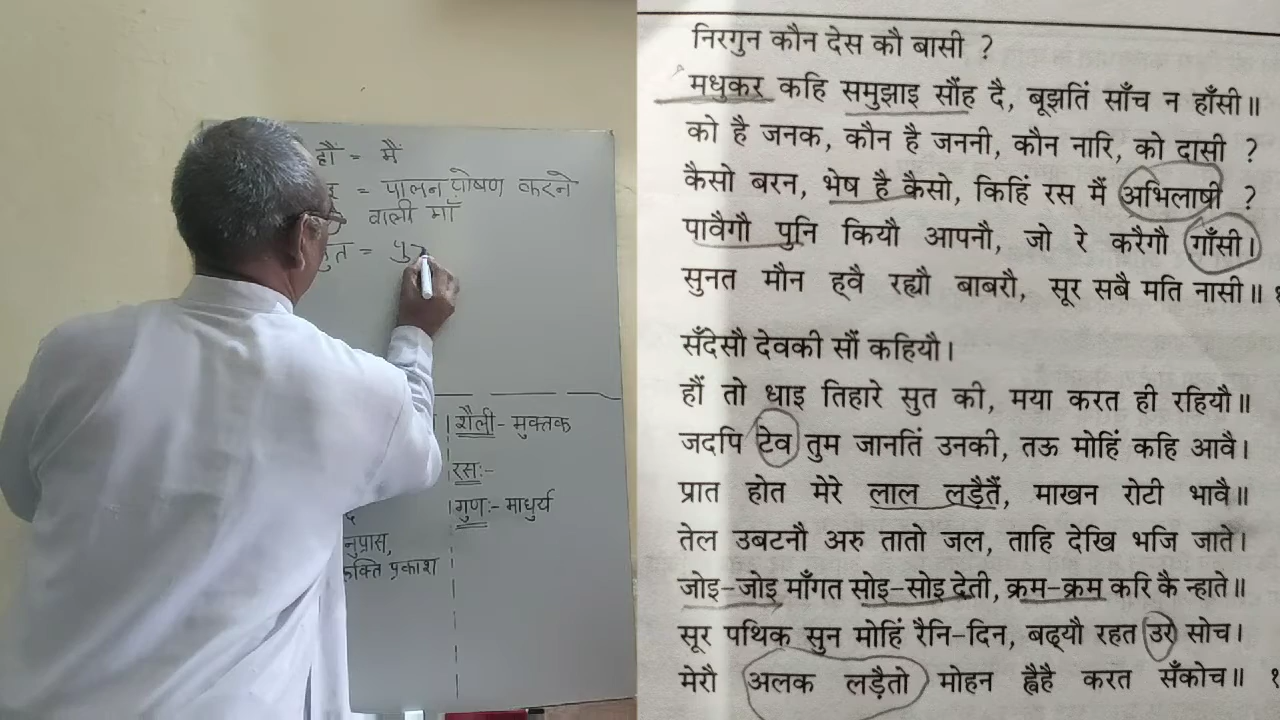 हौं = मैं
= पालन पोषण करने
वाली माँ
सुत = पु
शैली - मुक्तक
रसः-
गुणः- माधुर्य
नुप्रास,
क्ति प्रकाश
निरगुन कौन देस कौ बासी ?
मधुकर कहि समुझाइ सौंह दै, बूझतिं साँच न हाँसी॥
को है जनक, कौन है जननी, कौन नारि, को दासी ?
कैसो बरन, भेष है कैसो, किहिं रस मैं अभिलाषी ?
पावैगौ पुनि कियौ आपनौ, जो रे करैगौ गाँसी।
सुनत मौन ह्वै रह्यौ बाबरौ, सूर सबै मति नासी॥
सँदेसौ देवकी सौं कहियौ।
हौं तो धाइ तिहारे सुत की, मया करत ही रहियौ॥
जदपि टेव तुम जानतिं उनकी, तऊ मोहिं कहि आवै।
प्रात होत मेरे लाल लड़ैतैं, माखन रोटी भावै॥
तेल उबटनौ अरु तातो जल, ताहि देखि भजि जाते।
जोइ-जोइ माँगत सोइ-सोइ देती, क्रम-क्रम करि कै न्हाते॥
सूर पथिक सुन मोहिं रैनि-दिन, बढ्यौ रहत उर सोच।
मेरौ अलक लड़ैतो मोहन ह्वैहै करत सँकोच॥